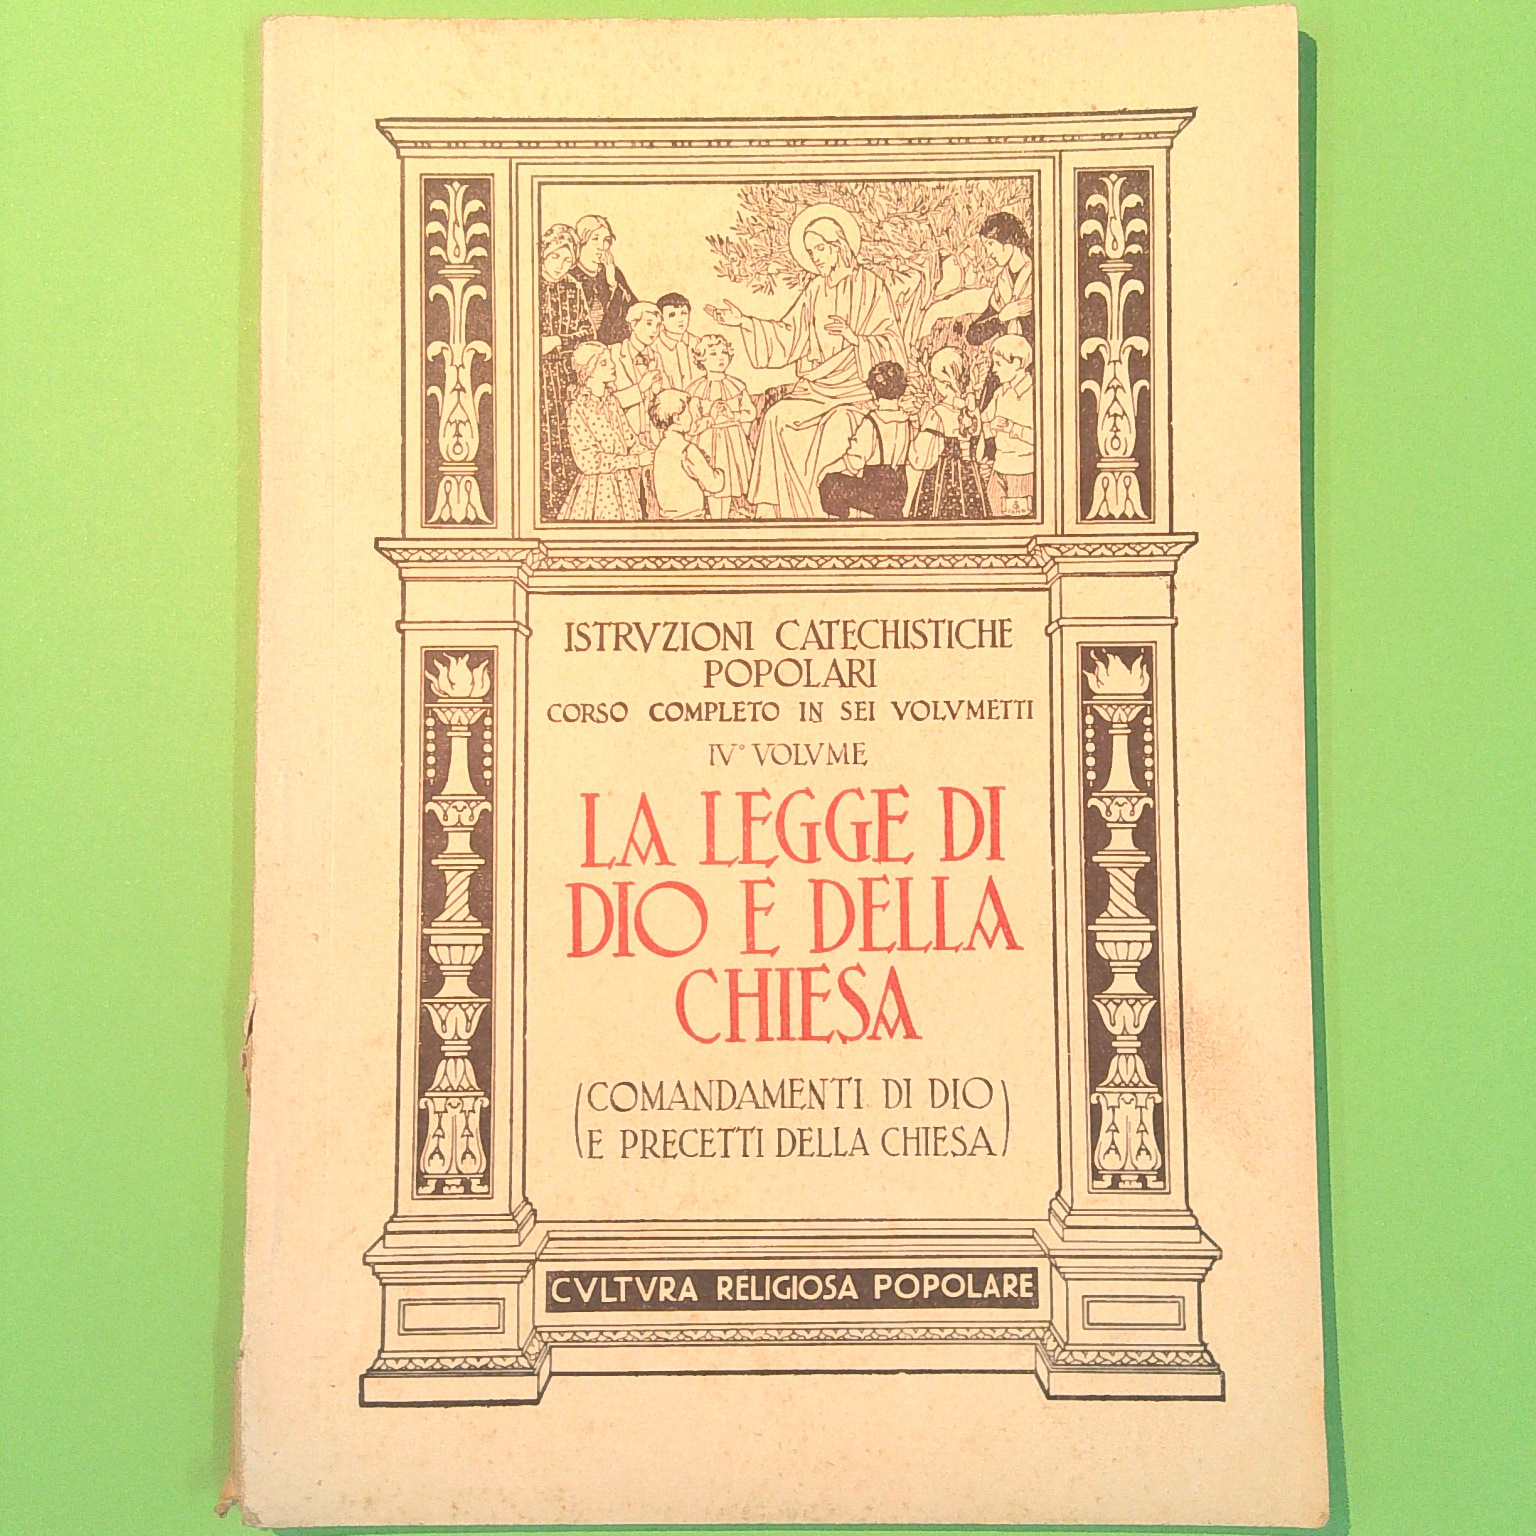 ISTRVZIONI CATECHISTICHE
POPOLARI
CORSO COMPLETO IN SEI VOLVMETTI
IV° VOLVME
LA LEGGE DI
DIO E DELLA
CHIESA
(COMANDAMENTI DI DIO
E PRECETTI DELLA CHIESA)
CVLTVRA RELIGIOSA POPOLARE